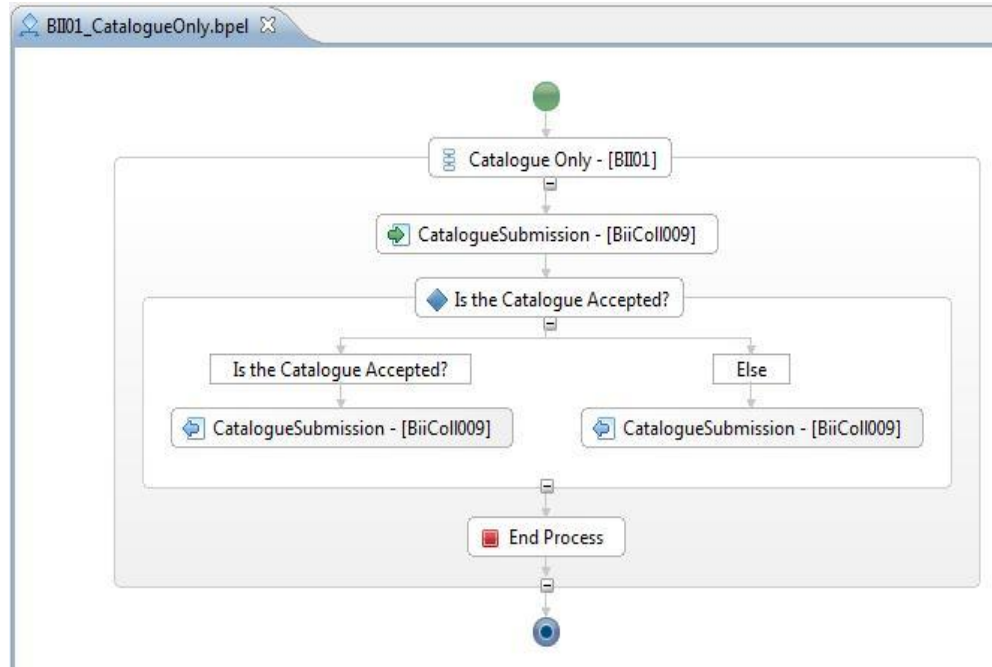 BII01_CatalogueOnly.bpel
Catalogue Only - [BII01]
CatalogueSubmission - [BiiColl009]
Is the Catalogue Accepted?
Is the Catalogue Accepted?
Else
CatalogueSubmission - [BiiColl009]
CatalogueSubmission - [BiiColl009]
End Process